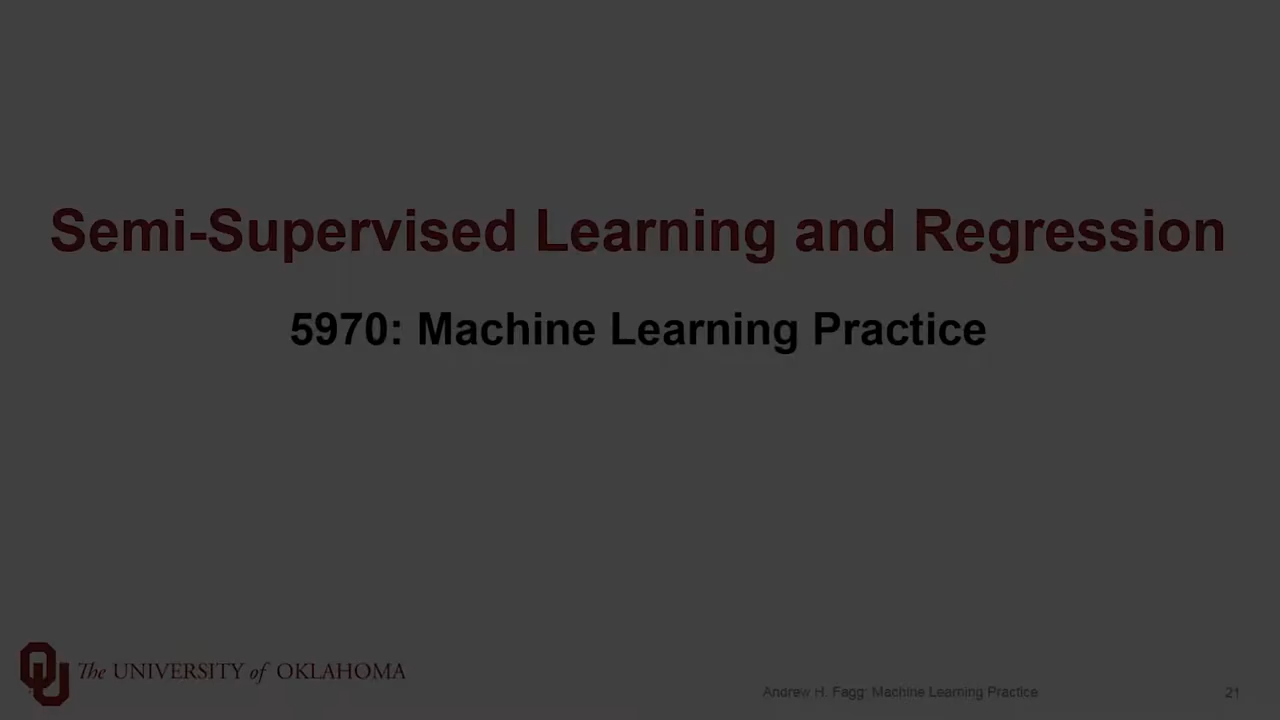 Semi-Supervised Learning and Regression
5970: Machine Learning Practice
OU The UNIVERSITY of OKLAHOMA
Andrew H. Fagg: Machine Learning Practice
21